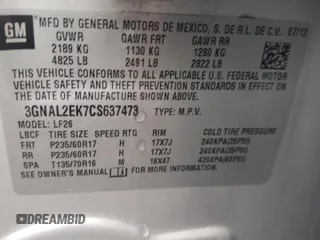 GM
MFD BY GENERAL MOTORS DE MEXICO, S. DE R.L. DE C.V. 07/12
GVWR GAWR FRT GAWR RR
2189 KG 1130 KG 1280 KG
4825 LB 2491 LB 2822 LB
THIS VEHICLE CONFORMS TO ALL APPLICABLE U.S. FEDERAL
MOTOR VEHICLE SAFETY, BUMPER, AND THEFT PREVENTION STANDARDS IN
EFFECT ON THE DATE OF MANUFACTURE SHOWN ABOVE.
3GNAL2EK7CS637473 TYPE: M.P.V.
MODEL: LF26
LBCF TIRE SIZE SPEED RTG RIM COLD TIRE PRESSURE
FRT P235/60R17 H 17X7J 240KPA(35PSI)
RR P235/60R17 H 17X7J 240KPA(35PSI)
SPA T135/70R16 M 16X4T 420KPA(60PSI)
SEE OWNER'S MANUAL FOR